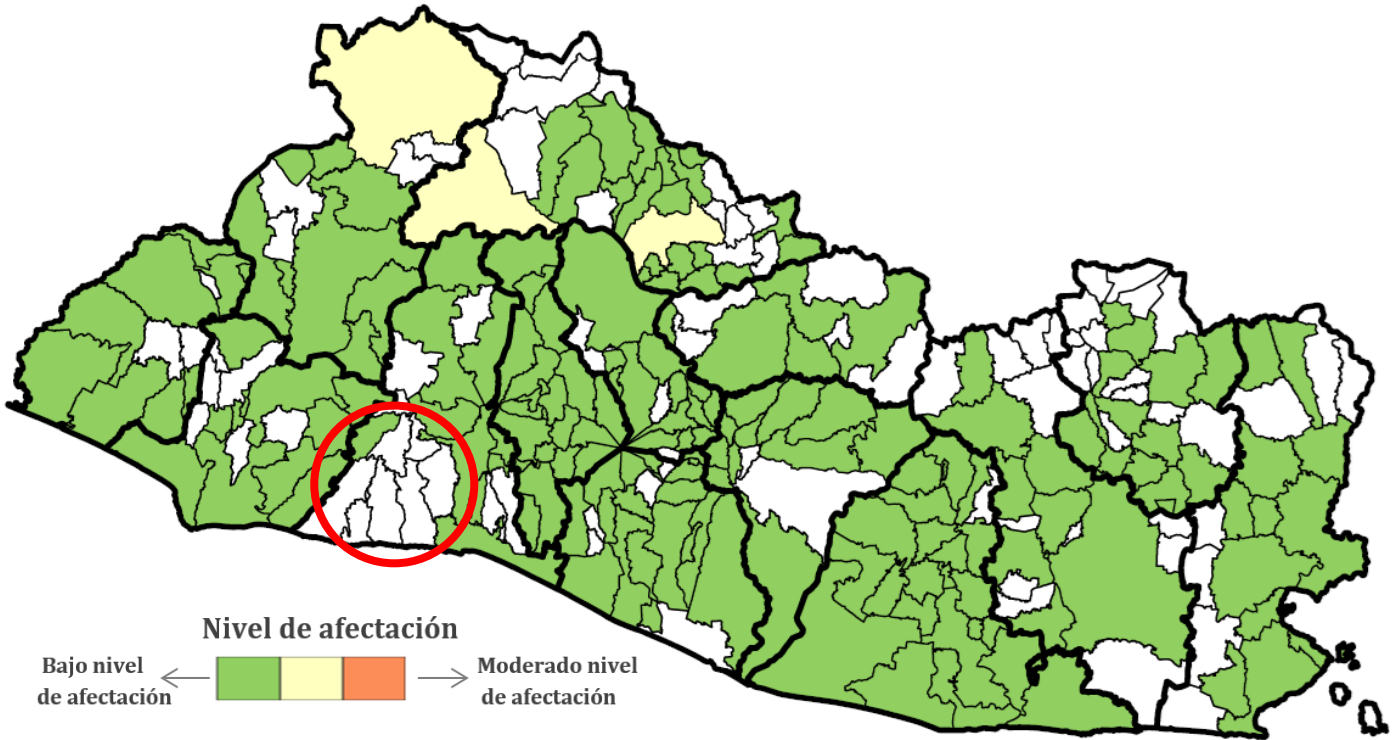 Nivel de afectación
Bajo nivel
de afectación
Moderado nivel
de afectación